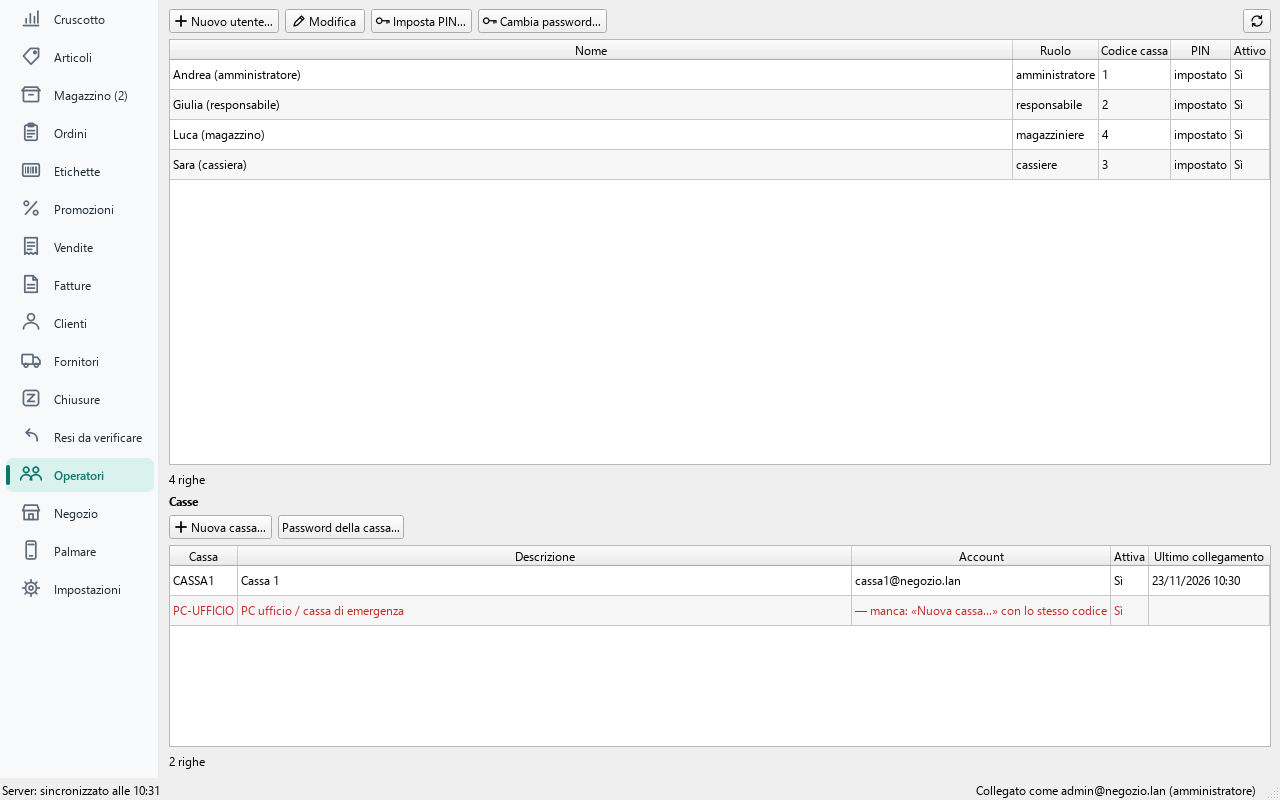 Cruscotto
Articoli
Magazzino (2)
Ordini
Etichette
Promozioni
Vendite
Fatture
Clienti
Fornitori
Chiusure
Resi da verificare
Operatori
Negozio
Palmare
Impostazioni
Nuovo utente... Modifica Imposta PIN... Cambia password...
Nome Ruolo Codice cassa PIN Attivo
Andrea (amministratore) amministratore 1 impostato Sì
Giulia (responsabile) responsabile 2 impostato Sì
Luca (magazzino) magazziniere 4 impostato Sì
Sara (cassiera) cassiere 3 impostato Sì
4 righe
Casse
Nuova cassa... Password della cassa...
Cassa Descrizione Account Attiva Ultimo collegamento
CASSA1 Cassa 1 cassa1@negozio.lan Sì 23/11/2026 10:30
PC-UFFICIO PC ufficio / cassa di emergenza — manca: «Nuova cassa...» con lo stesso codice Sì
2 righe
Server: sincronizzato alle 10:31 Collegato come admin@negozio.lan (amministratore)